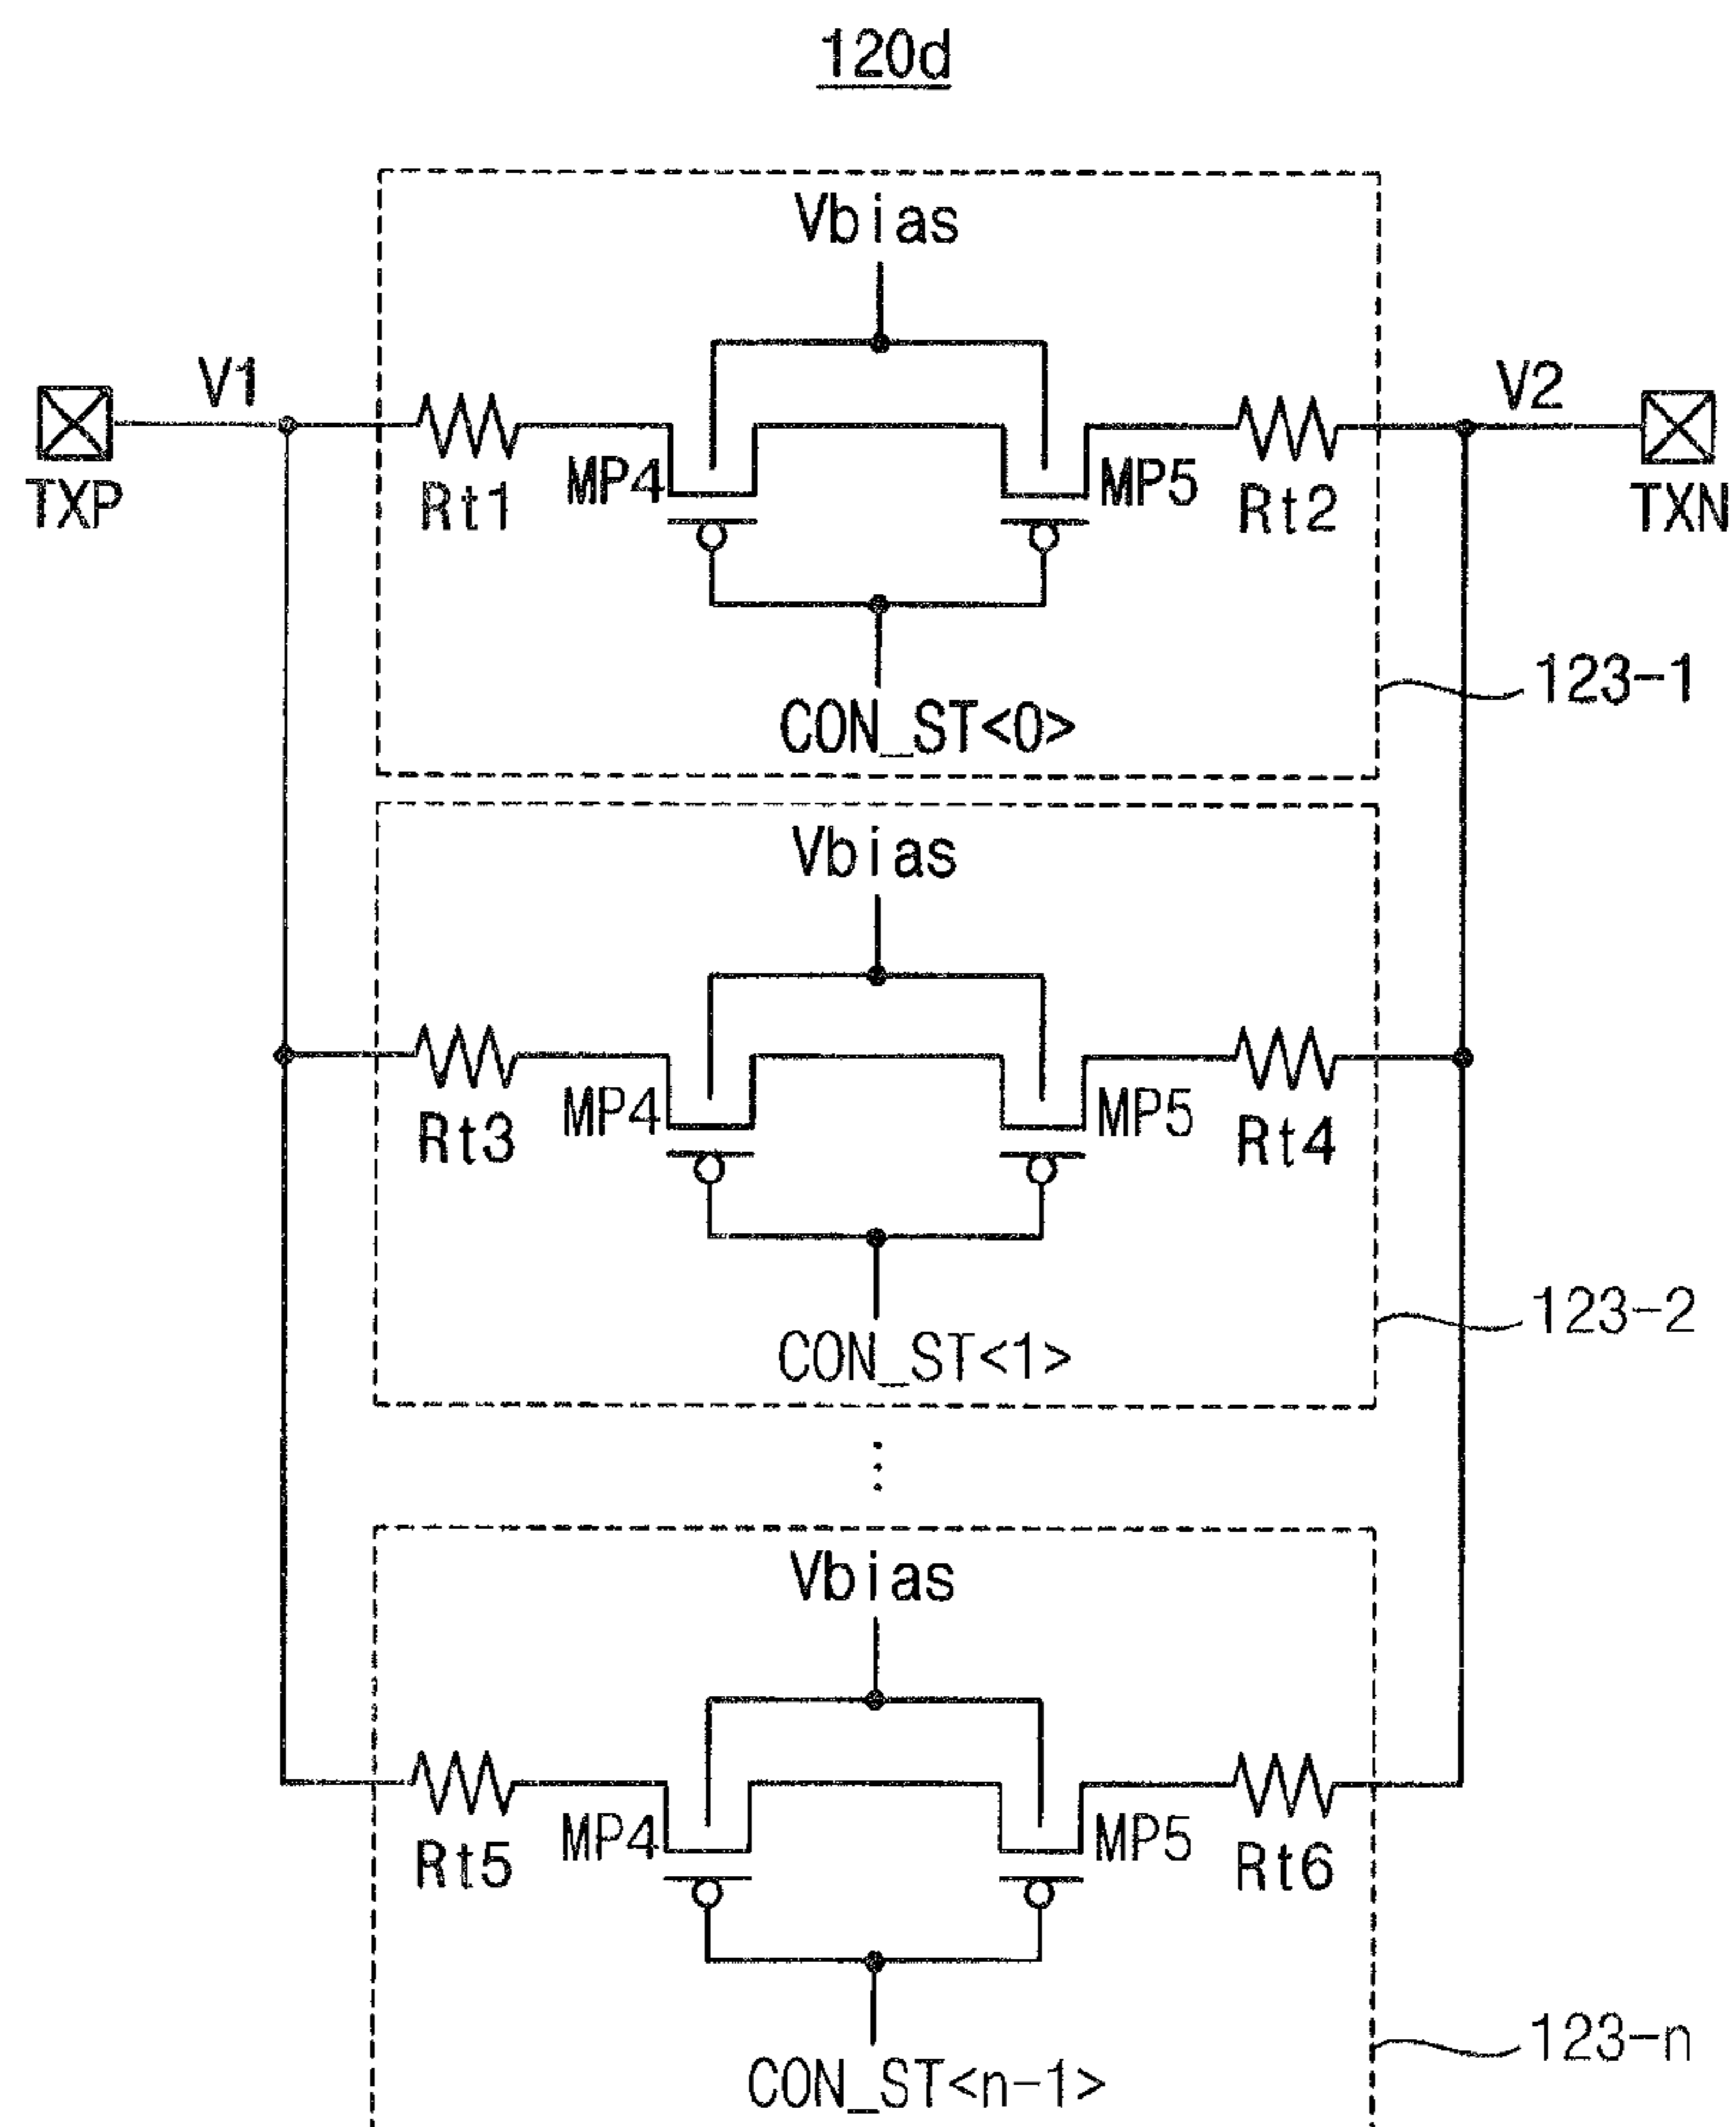 120d
Vbias
V1
V2
TXP
Rt1
MP4
MP5
Rt2
TXN
CON_ST<0>
123-1
Vbias
Rt3
MP4
MP5
Rt4
CON_ST<1>
123-2
Vbias
Rt5
MP4
MP5
Rt6
CON_ST<n-1>
123-n